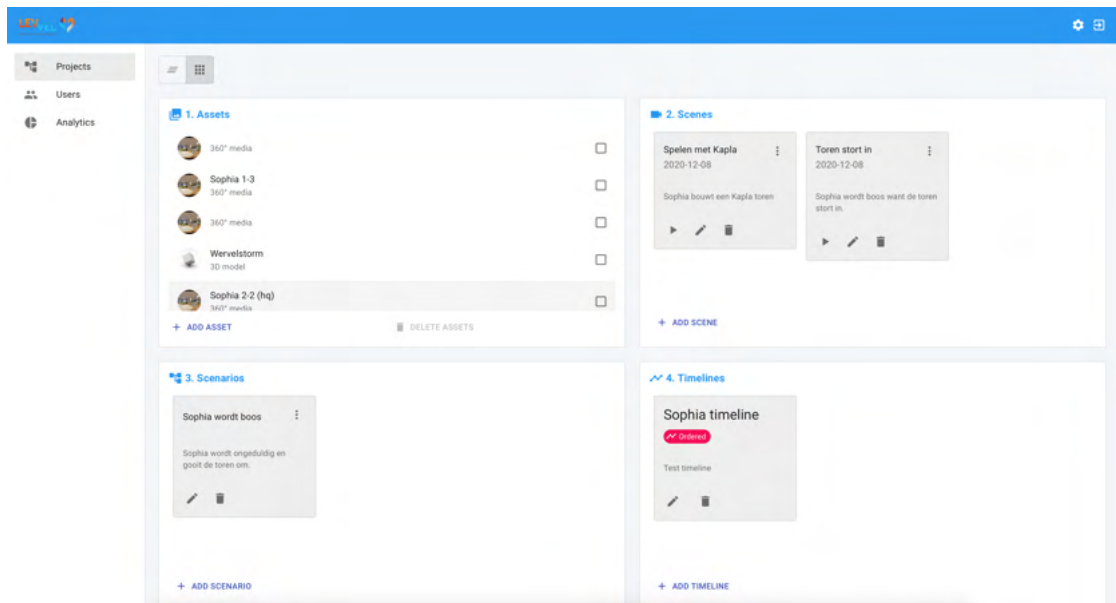 Projects
Users
Analytics
1. Assets
360° media
Sophia 1-3
360° media
360° media
Wervelstorm
3D model
Sophia 2-2 (hq)
360° media
+ ADD ASSET
DELETE ASSETS
2. Scenes
Spelen met Kapla
2020-12-08
Sophia bouwt een Kapla toren
Toren stort in
2020-12-08
Sophia wordt boos want de toren
stort in.
+ ADD SCENE
3. Scenarios
Sophia wordt boos
Sophia wordt ongeduldig en
gooit de toren om.
+ ADD SCENARIO
4. Timelines
Sophia timeline
Ordered
Test timeline
+ ADD TIMELINE